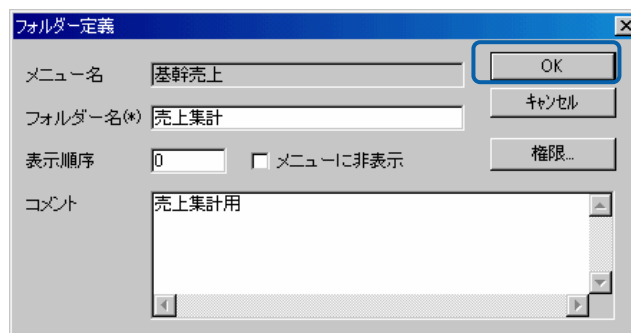 フォルダー定義
メニュー名 基幹売上 OK
フォルダー名(*) 売上集計 キャンセル
表示順序 0 メニューに非表示 権限...
コメント 売上集計用